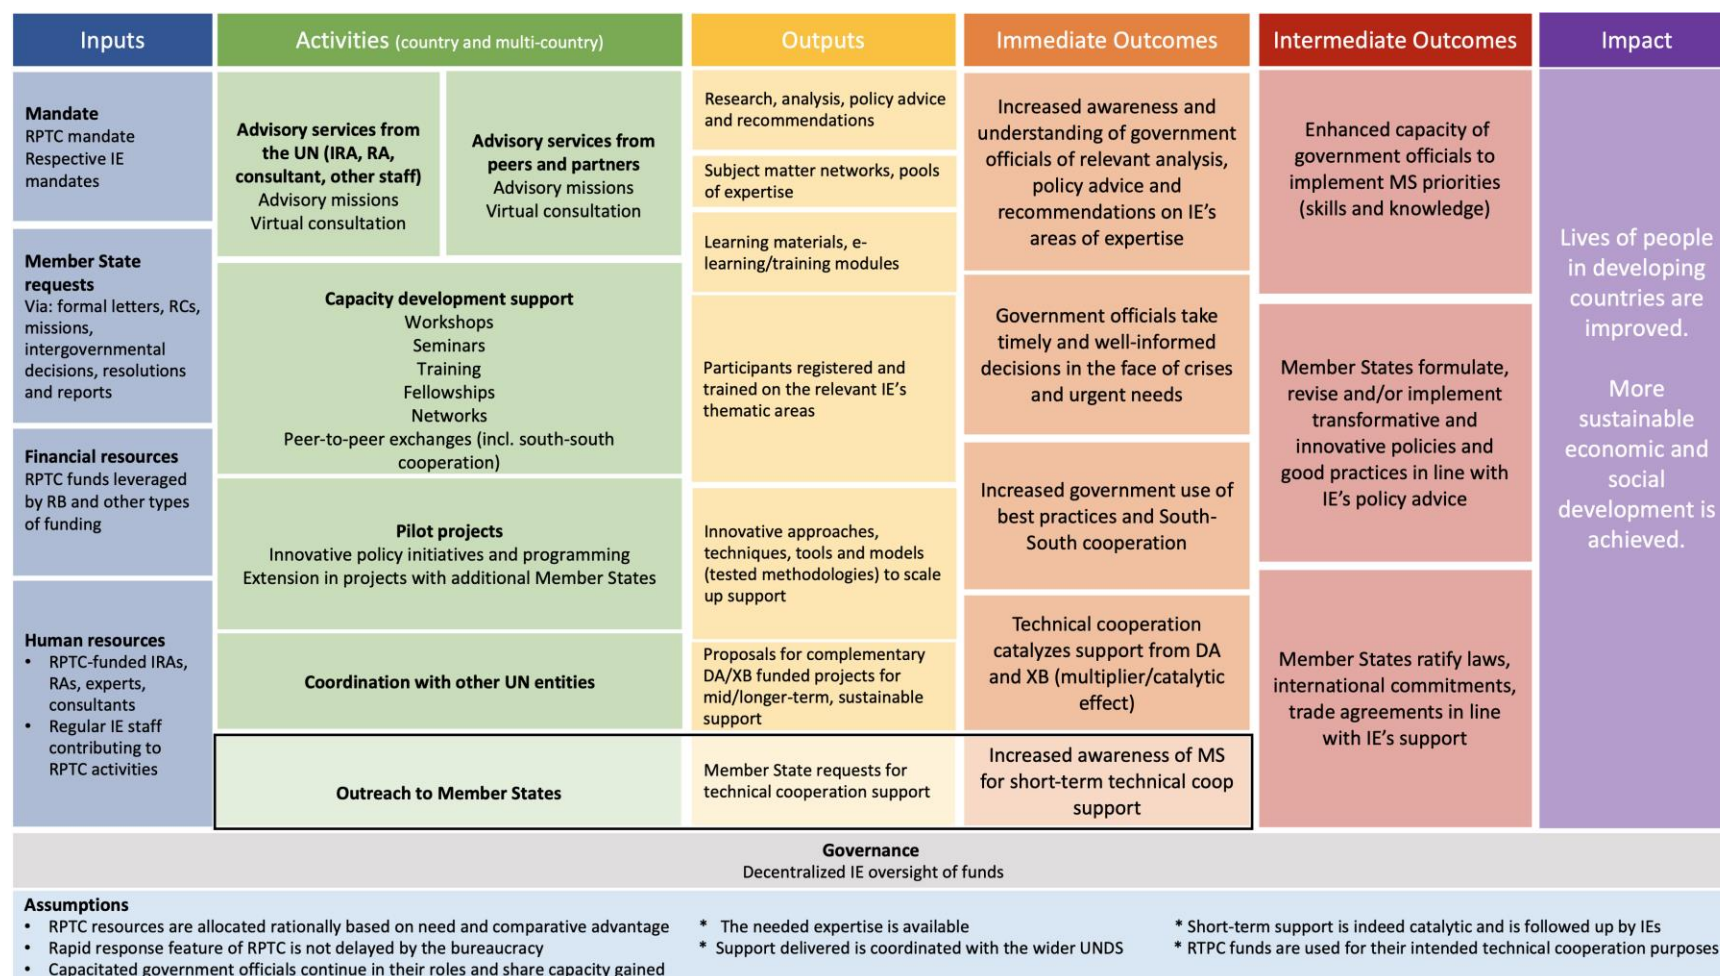 Inputs
Activities (country and multi-country)
Outputs
Immediate Outcomes
Intermediate Outcomes
Impact
Mandate
RPTC mandate
Respective IE
mandates
Member State
requests
Via: formal letters, RCs,
missions,
intergovernmental
decisions, resolutions
and reports
Financial resources
RPTC funds leveraged
by RB and other types
of funding
Human resources
• RPTC-funded IRAs,
RAs, experts,
consultants
• Regular IE staff
contributing to
RPTC activities
Advisory services from
the UN (IRA, RA,
consultant, other staff)
Advisory missions
Virtual consultation
Advisory services from
peers and partners
Advisory missions
Virtual consultation
Capacity development support
Workshops
Seminars
Training
Fellowships
Networks
Peer-to-peer exchanges (incl. south-south
cooperation)
Pilot projects
Innovative policy initiatives and programming
Extension in projects with additional Member States
Coordination with other UN entities
Outreach to Member States
Research, analysis, policy advice
and recommendations
Subject matter networks, pools
of expertise
Learning materials, e-
learning/training modules
Participants registered and
trained on the relevant IE's
thematic areas
Innovative approaches,
techniques, tools and models
(tested methodologies) to scale
up support
Proposals for complementary
DA/XB funded projects for
mid/longer-term, sustainable
support
Member State requests for
technical cooperation support
Increased awareness and
understanding of government
officials of relevant analysis,
policy advice and
recommendations on IE's
areas of expertise
Government officials take
timely and well-informed
decisions in the face of crises
and urgent needs
Increased government use of
best practices and South-
South cooperation
Technical cooperation
catalyzes support from DA
and XB (multiplier/catalytic
effect)
Increased awareness of MS
for short-term technical coop
support
Enhanced capacity of
government officials to
implement MS priorities
(skills and knowledge)
Member States formulate,
revise and/or implement
transformative and
innovative policies and
good practices in line with
IE's policy advice
Member States ratify laws,
international commitments,
trade agreements in line
with IE's support
Lives of people
in developing
countries are
improved.
More
sustainable
economic and
social
development is
achieved.
Governance
Decentralized IE oversight of funds
Assumptions
• RPTC resources are allocated rationally based on need and comparative advantage
• Rapid response feature of RPTC is not delayed by the bureaucracy
• Capacitated government officials continue in their roles and share capacity gained
* The needed expertise is available
* Support delivered is coordinated with the wider UNDS
* Short-term support is indeed catalytic and is followed up by IEs
* RTPC funds are used for their intended technical cooperation purposes